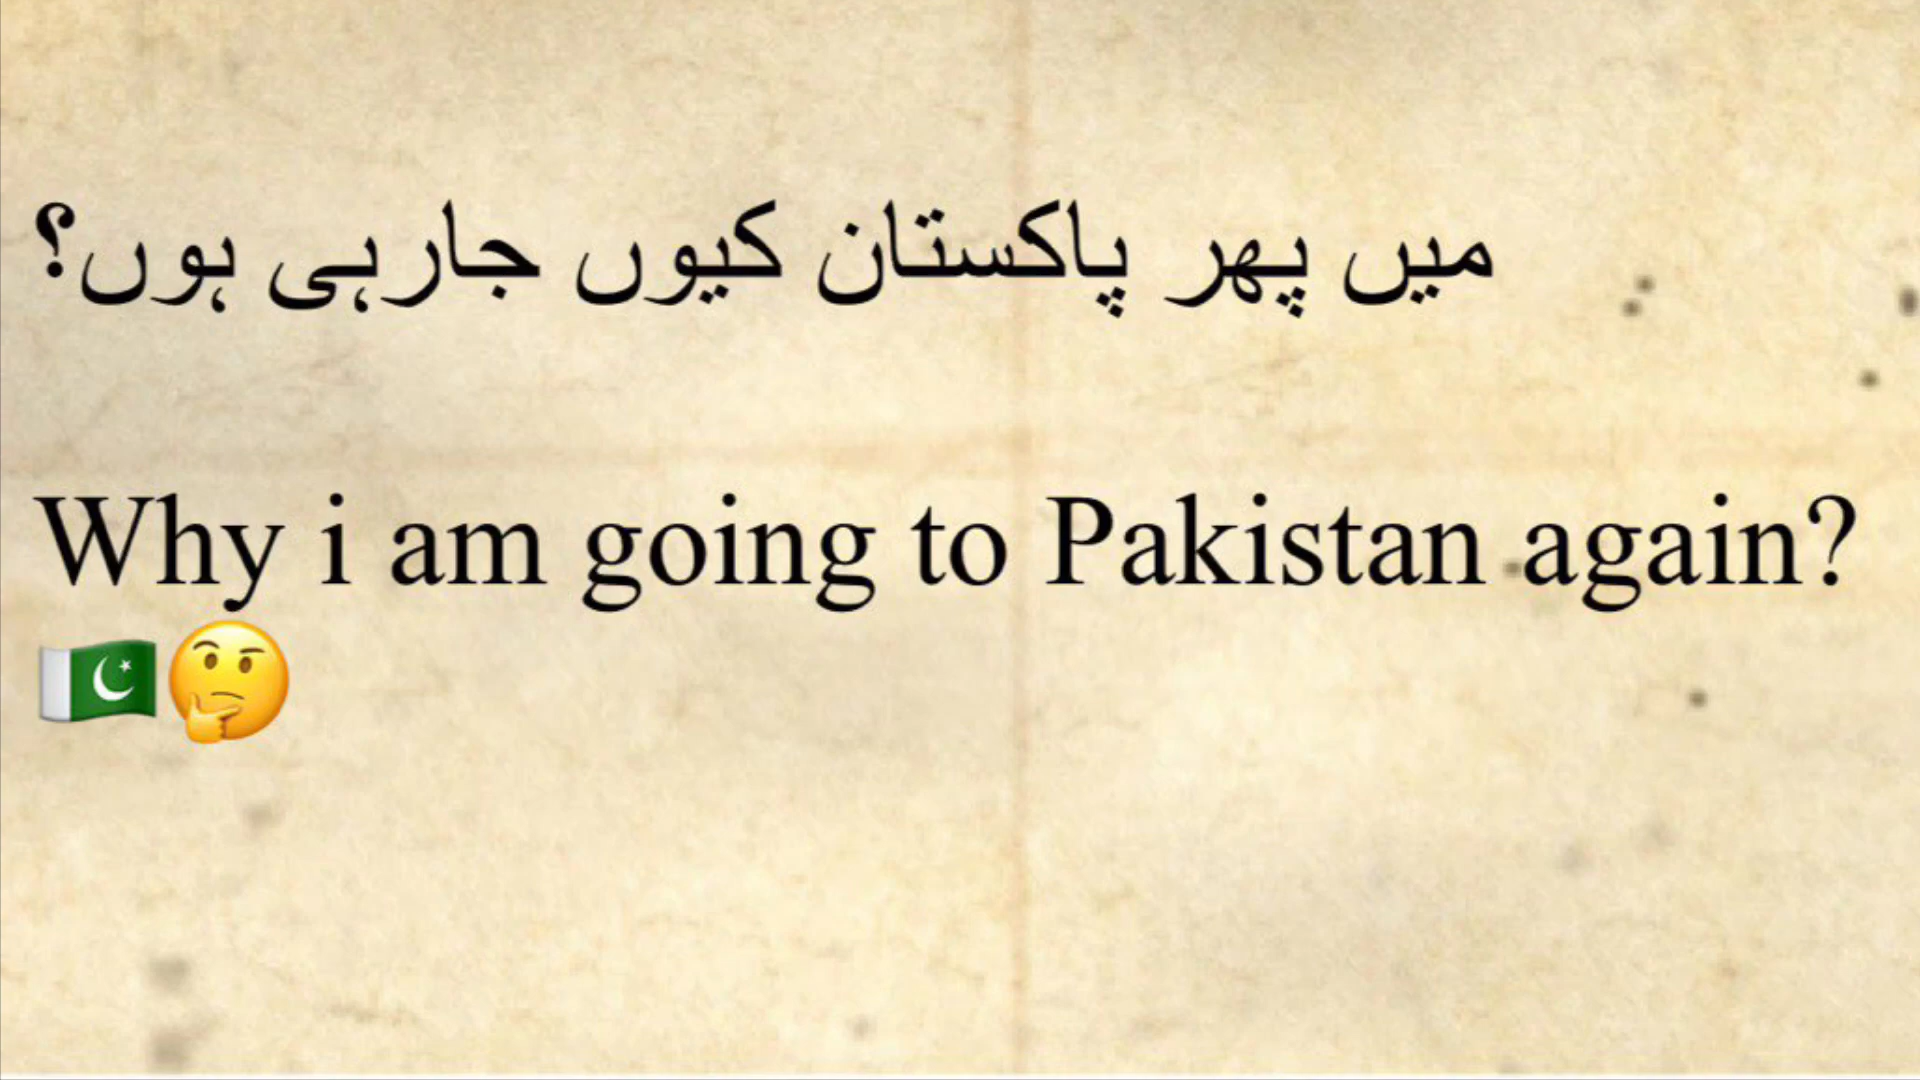 میں پھر پاکستان کیوں جارہی ہوں؟
Why i am going to Pakistan again?
🇵🇰🤔